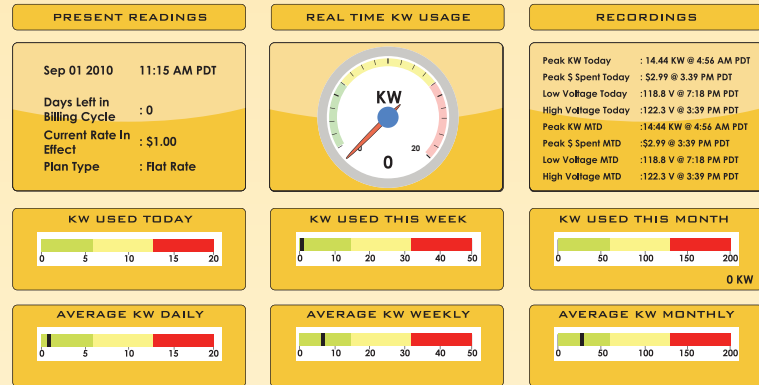 PRESENT READINGS
REAL TIME KW USAGE
RECORDINGS
Sep 01 2010 11:15 AM PDT
Days Left in
Billing Cycle : 0
Current Rate In
Effect : $1.00
Plan Type : Flat Rate
KW
20
0
Peak KW Today : 14.44 KW @ 4:56 AM PDT
Peak $ Spent Today : $2.99 @ 3.39 PM PDT
Low Voltage Today :118.8 V @ 7:18 PM PDT
High Voltage Today :122.3 V @ 3:39 PM PDT
Peak KW MTD :14:44 KW @ 4:56 AM PDT
Peak $ Spent MTD :$2.99 @ 3:39 PM PDT
Low Voltage MTD :118.8 V @ 7:18 PM PDT
High Voltage MTD :122.3 V @ 3:39 PM PDT
KW USED TODAY
0 5 10 15 20
KW USED THIS WEEK
0 10 20 30 40 50
KW USED THIS MONTH
0 50 100 150 200
0 KW
AVERAGE KW DAILY
0 5 10 15 20
AVERAGE KW WEEKLY
0 10 20 30 40 50
AVERAGE KW MONTHLY
0 50 100 150 200